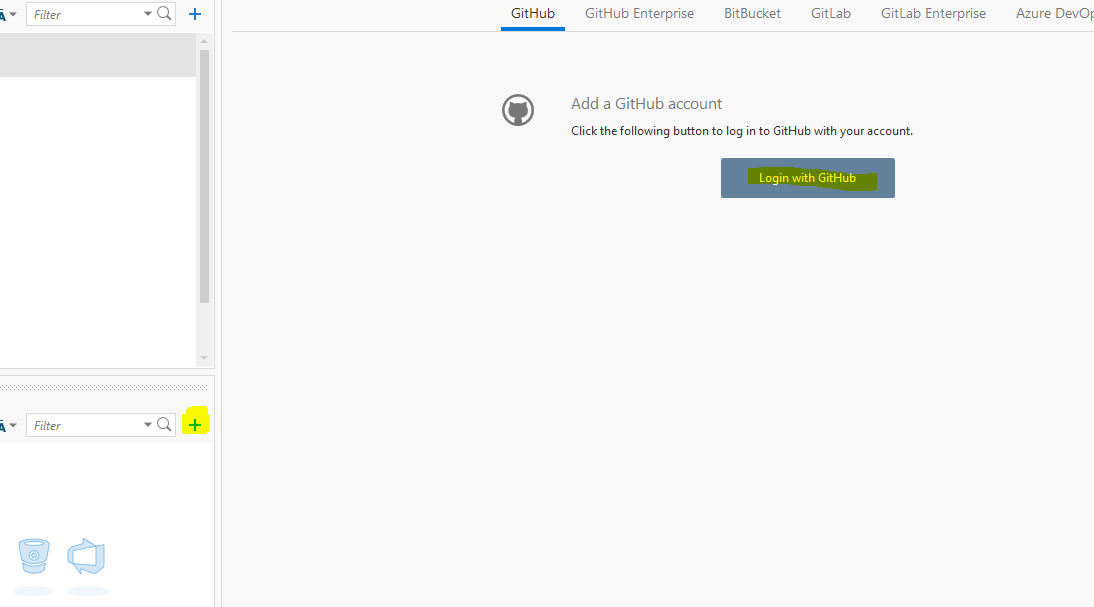 Filter
GitHub GitHub Enterprise BitBucket GitLab GitLab Enterprise Azure DevOp
Add a GitHub account
Click the following button to log in to GitHub with your account.
Login with GitHub
Filter